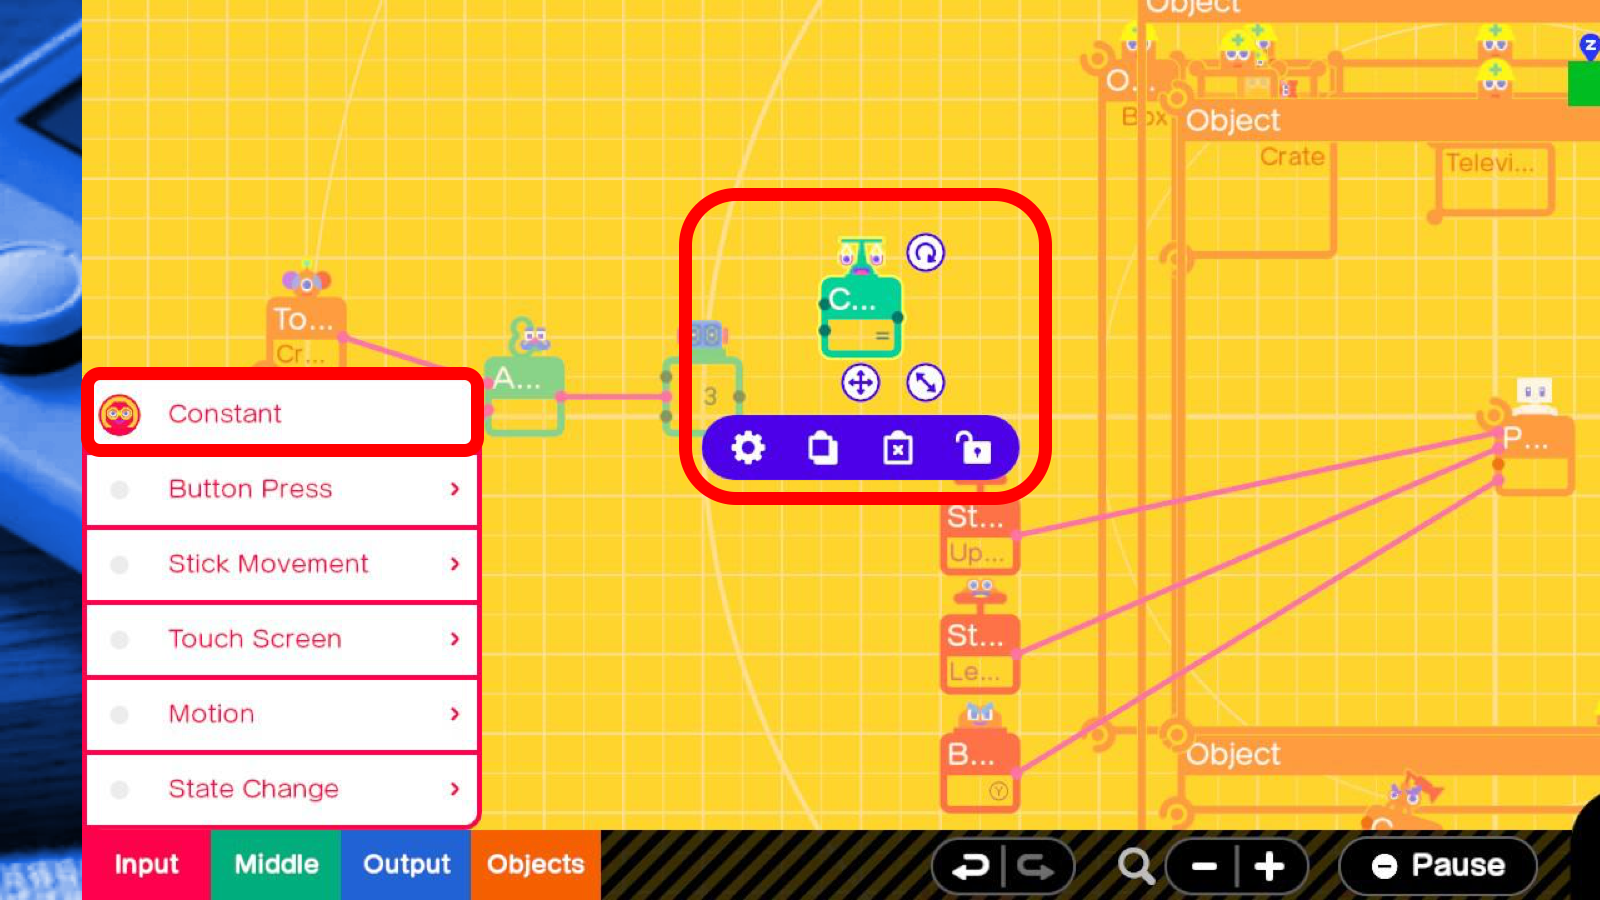 Object
O...
Box
Object
Crate
Televi...
Z
To...
Cr...
C...
=
A...
3
P...
Constant
Button Press
Stick Movement
Touch Screen
Motion
State Change
St...
Up...
St...
Le...
B...
Y
Object
Input
Middle
Output
Objects
Pause